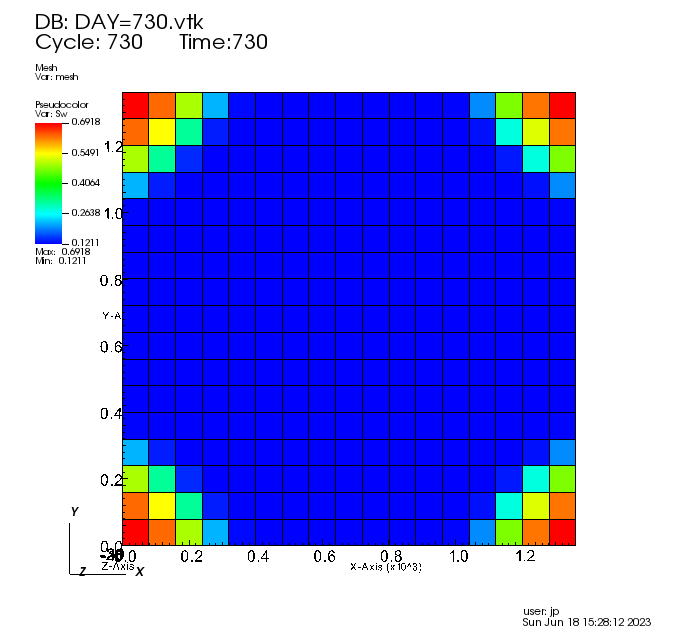 DB: DAY=730.vtk
Cycle: 730 Time:730
Mesh
Var: mesh
Pseudocolor
Var: Sw
0.6918
0.5491
0.4064
0.2638
0.1211
Max: 0.6918
Min: 0.1211
1.2
1.0
0.8
Y-A
0.6
0.4
0.2
0.0
0.2 0.4 0.6 0.8 1.0 1.2
Z-Axis
X-Axis (x10^3)
Y
Z
X
user: jp
Sun Jun 18 15:28:12 2023